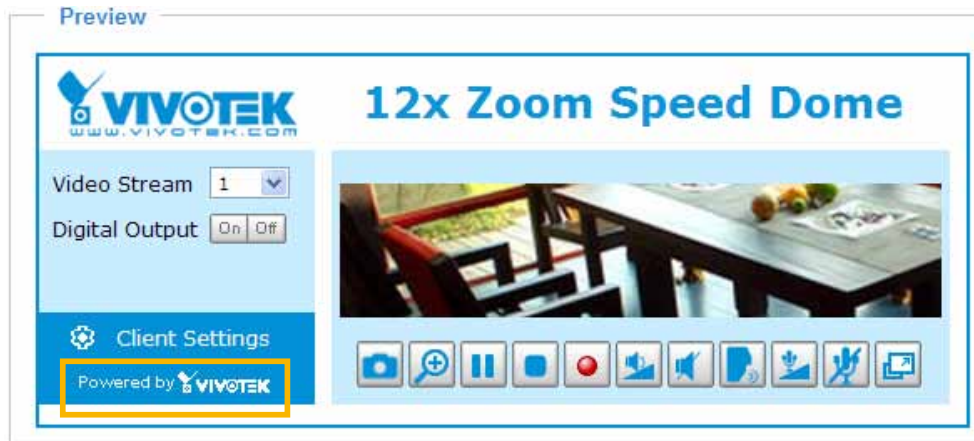 Preview
VIVOTEK
www.vivotek.com
12x Zoom Speed Dome
Video Stream 1
Digital Output On Off
Client Settings
Powered by VIVOTEK